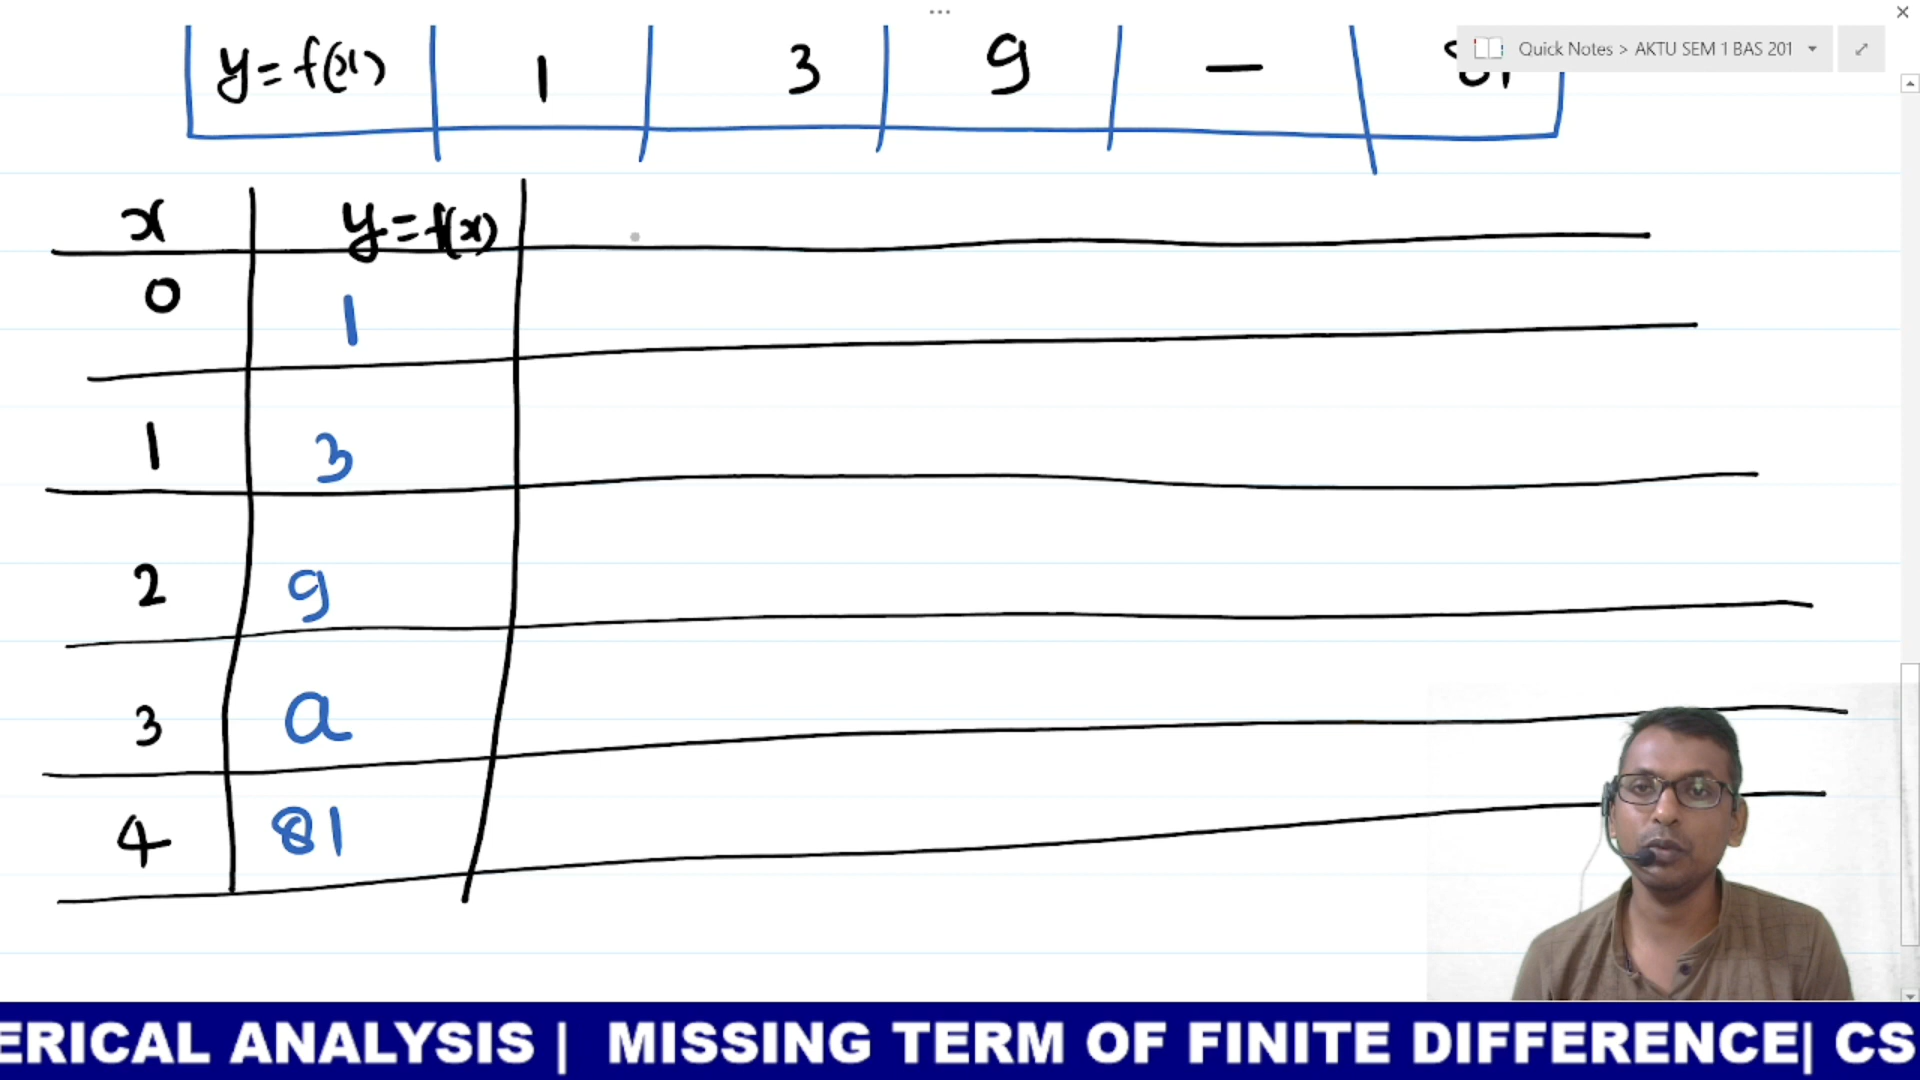 Quick Notes > AKTU SEM 1 BAS 201
y = f(x) 1 3 9 – 81
x y = f(x)
0 1
1 3
2 9
3 a
4 81
ERICAL ANALYSIS | MISSING TERM OF FINITE DIFFERENCE| CS